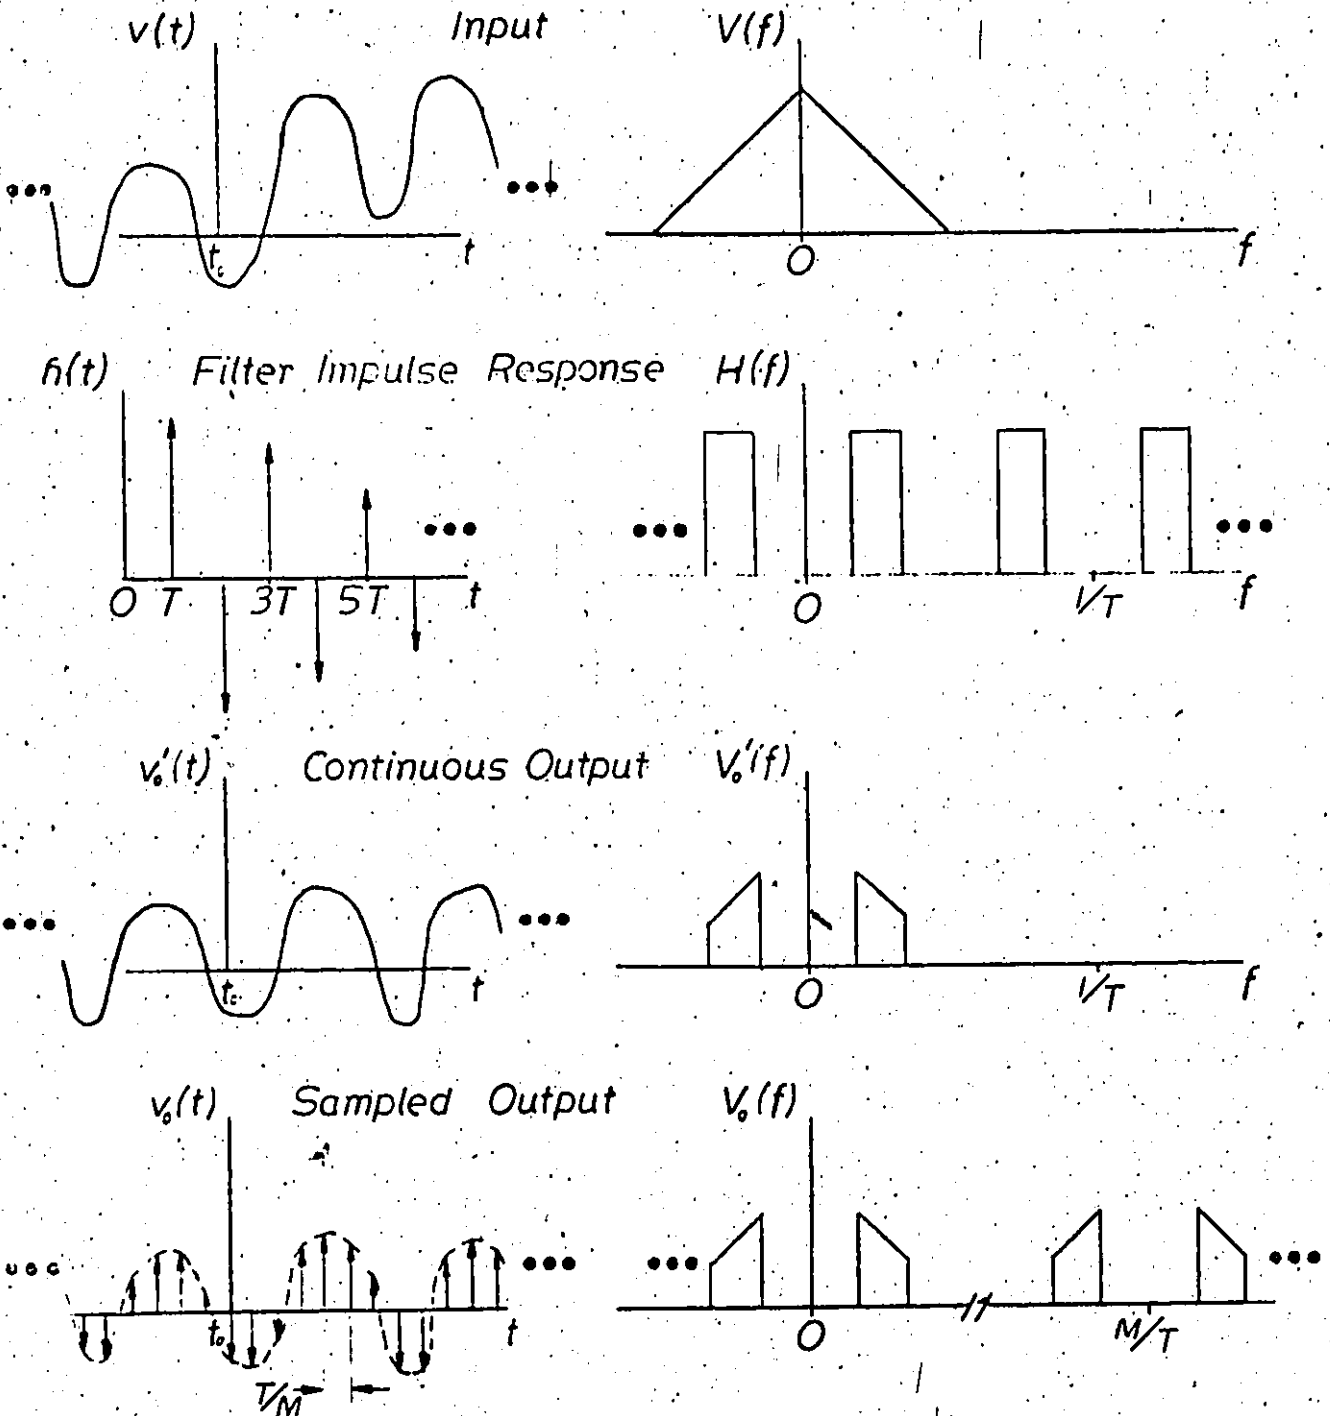 v(t) Input V(f)
t₀ t O f
h(t) Filter Impulse Response H(f)
O T 3T 5T t O 1/T f
v₀'(t) Continuous Output V₀'(f)
t₀ t O 1/T f
v₀(t) Sampled Output V₀(f)
t₀ t O M/T
T/M